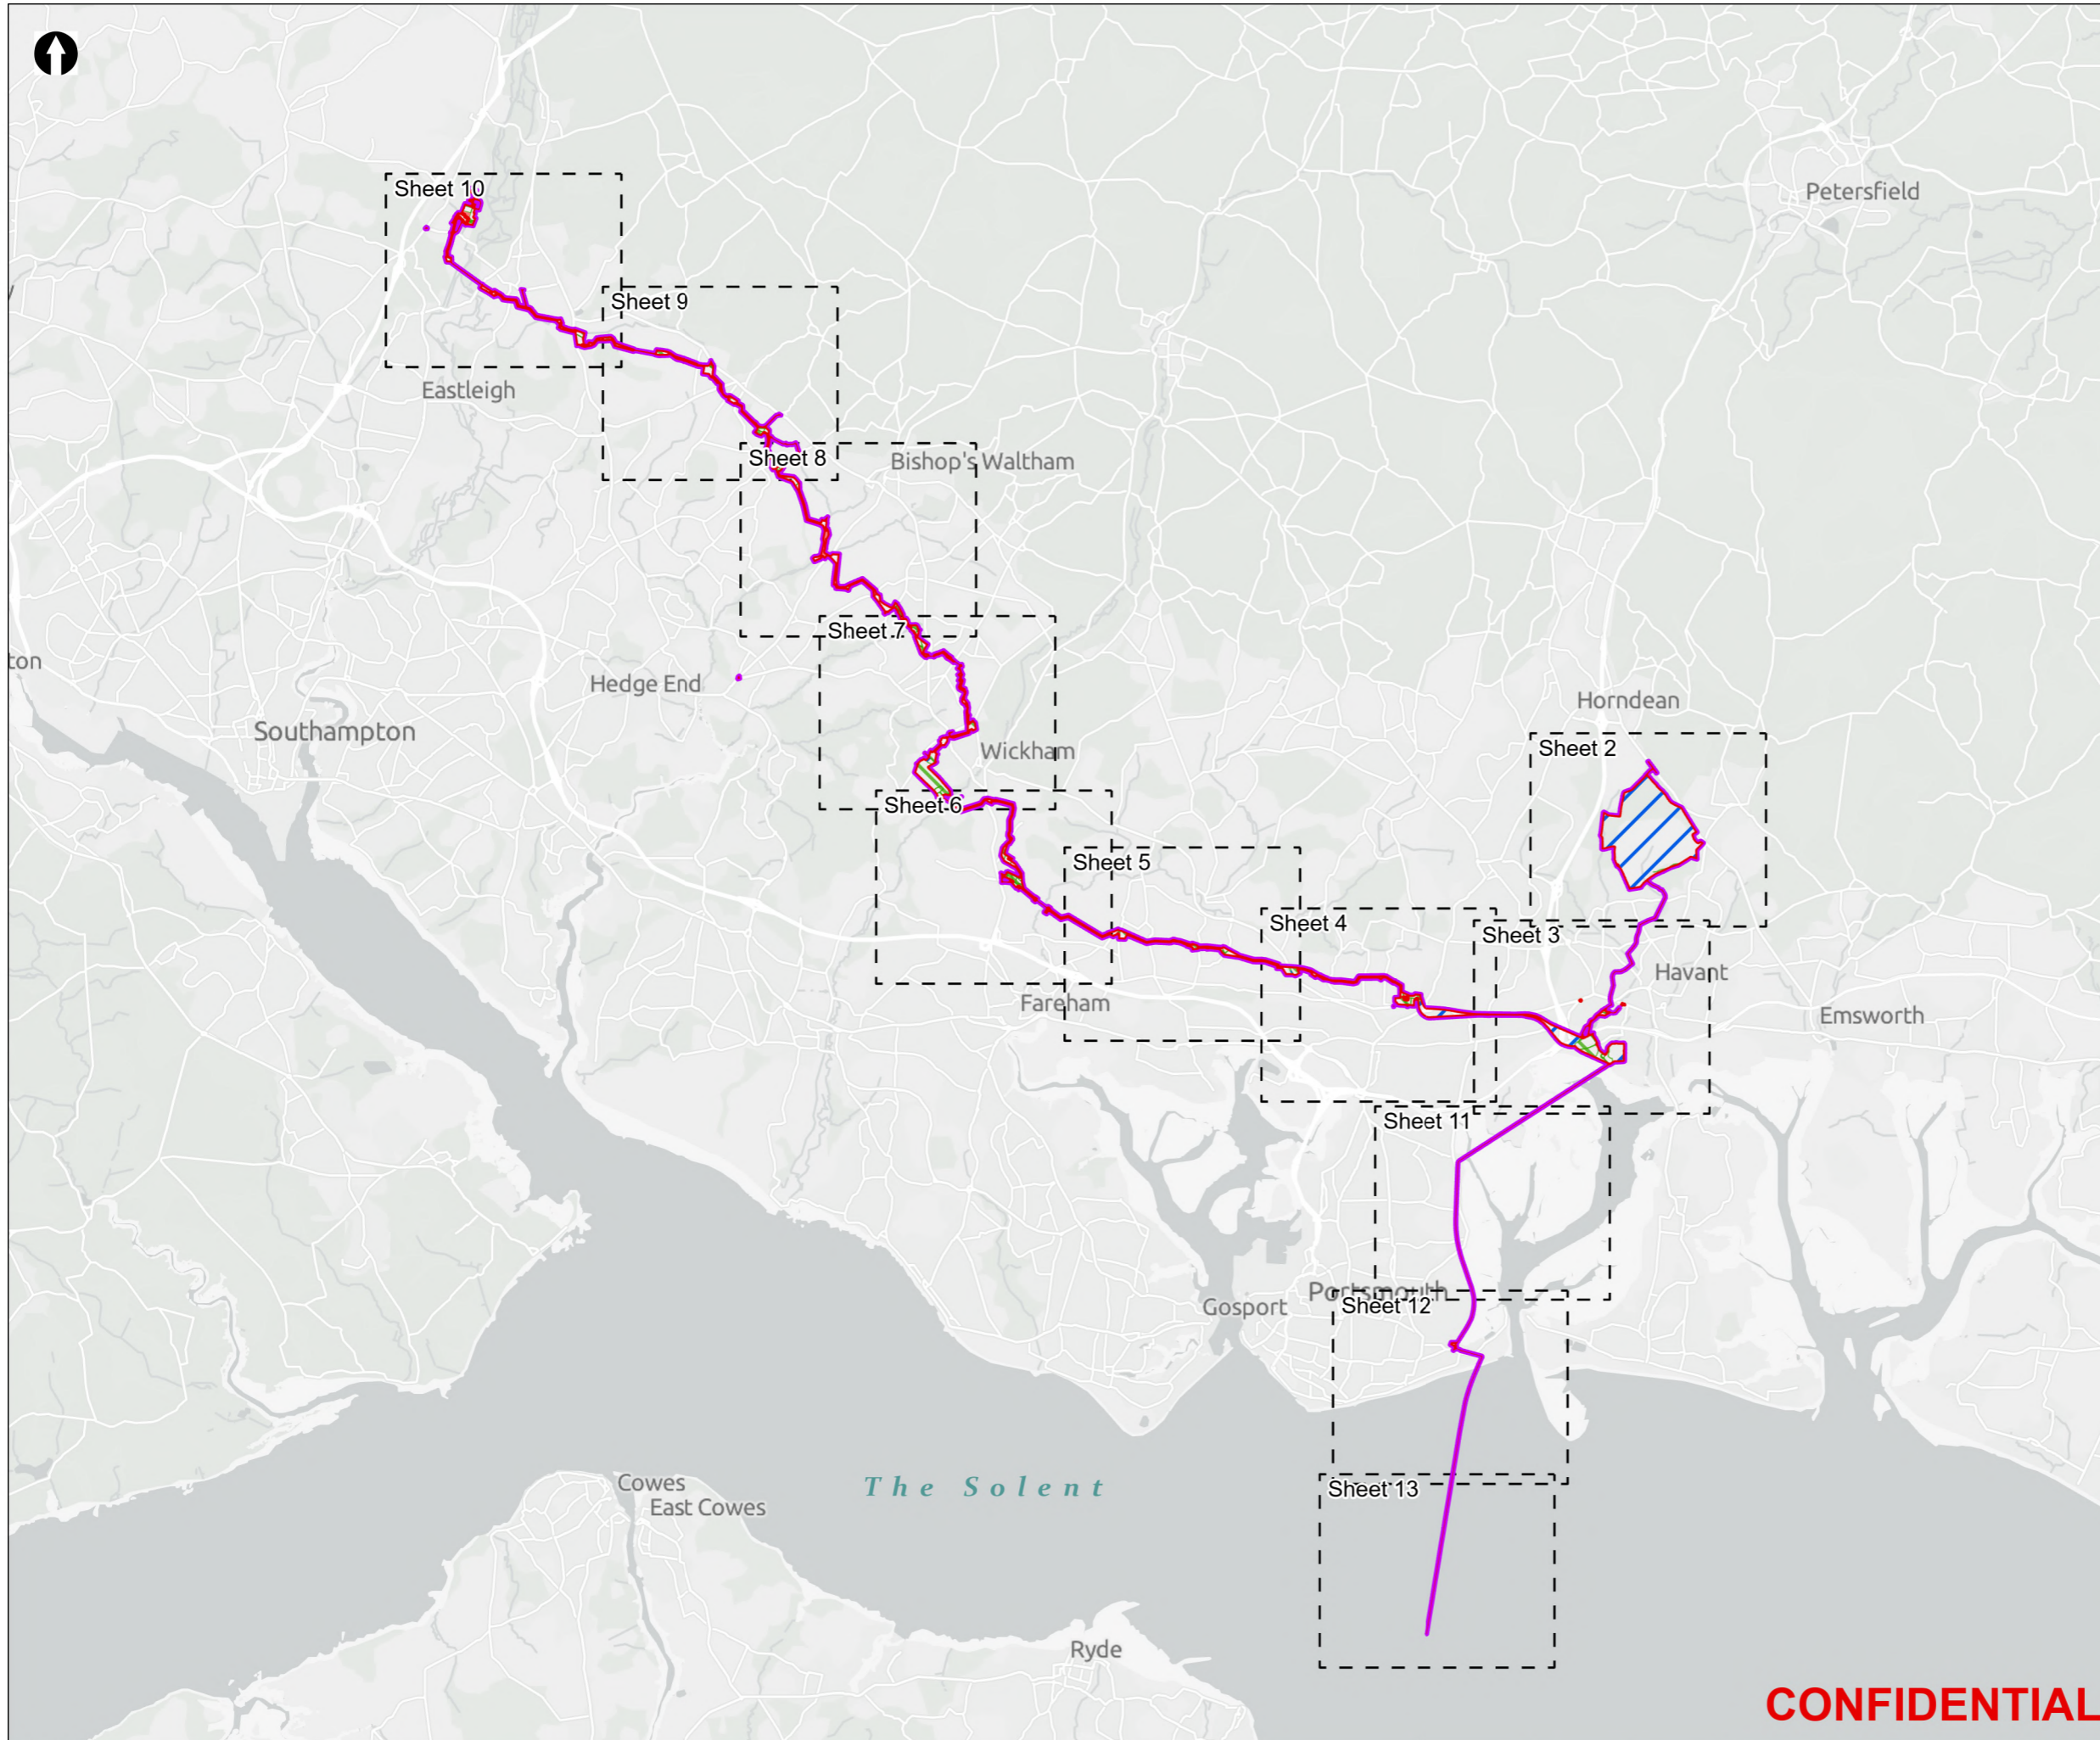 Sheet 10
Petersfield
Sheet 9
Eastleigh
Sheet 8
Bishop's Waltham
Sheet 7
ton
Hedge End
Southampton
Horndean
Wickham
Sheet 2
Sheet 6
Sheet 5
Sheet 4
Sheet 3
Havant
Fareham
Emsworth
Sheet 11
Portsmouth
Gosport
Sheet 12
Cowes
The Solent
Sheet 13
East Cowes
Ryde
CONFIDENTIAL